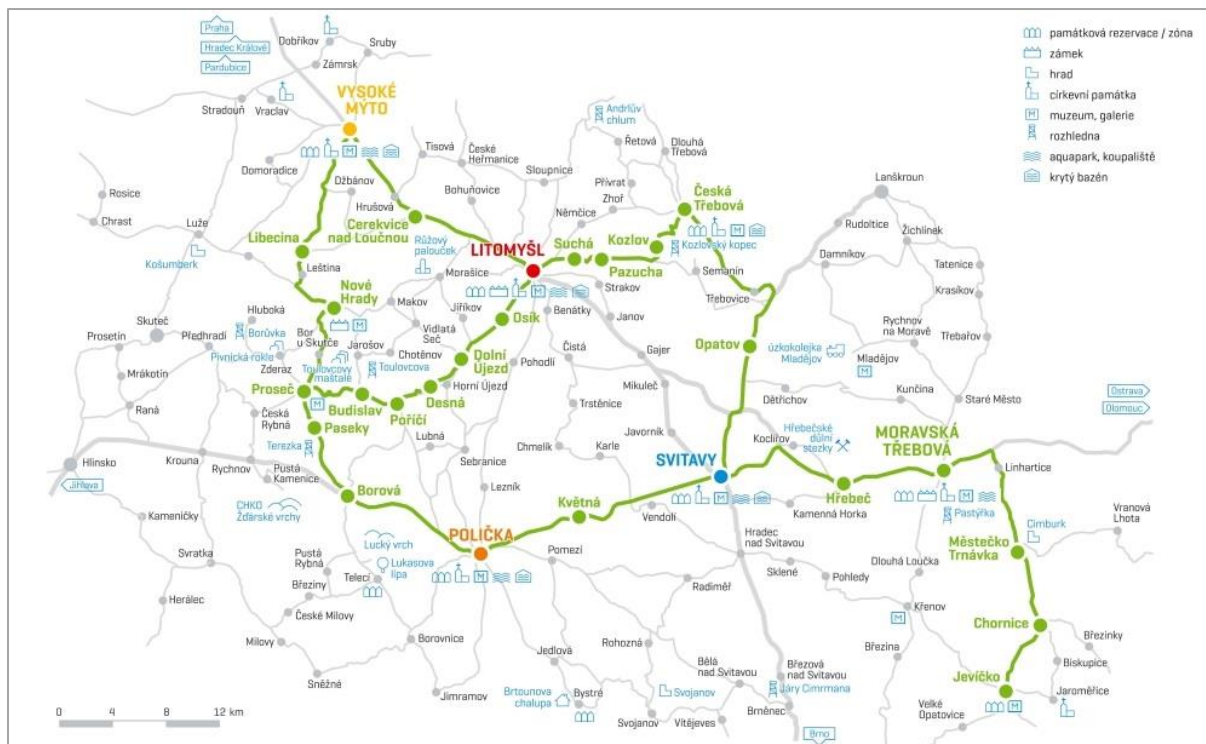 Praha
Hradec Králové
Pardubice
Dobříkov
Sruby
Zámrsk
VYSOKÉ
MÝTO
Stradouň
Vraclav
památková rezervace / zóna
zámek
hrad
církevní památka
muzeum, galerie
rozhledna
aquapark, koupaliště
krytý bazén
Andrlův
chlum
Řetová
Dlouhá
Třebová
Tisová
České
Heřmanice
Sloupnice
Domoradice
Džbánov
Bohuňovice
Přívrat
Zhoř
Němčice
Česká
Třebová
Lanškroun
Rosice
Chrast
Luže
Hrušová
Cerekvice
nad Loučnou
Rudoltice
Žichlínek
Libecina
Košumberk
Růžový
palouček
LITOMYŠL
Suchá
Kozlov
Pazucha
Kozlovský kopec
Damníkov
Tatenice
Leština
Morašice
Strakov
Semanín
Třebovice
Krasíkov
Nové
Hrady
Makov
Jiříkov
Benátky
Janov
Hluboká
Osík
Skuteč
Prosetín
Předhradí
Borůvka
Bor
u Skutče
Jarošov
Vidlatá
Seč
Rychnov
na Moravě
Třebařov
Pivnická rokle
Zderaz
Toulovcovy
maštale
Toulovcova
Chotěnov
Dolní
Újezd
Pohodlí
Čistá
Gajer
Opatov
úzkokolejka
Mladějov
Mladějov
Mrákotín
Proseč
Budislav
Poříčí
Desná
Horní Újezd
Mikuleč
Dětřichov
Kunčina
Staré Město
Ostrava
Olomouc
Raná
Česká
Rybná
Paseky
Trstěnice
Lubná
Terezka
Javorník
Koclířov
Hřebečské
důlní
stezky
MORAVSKÁ
TŘEBOVÁ
Hlinsko
Krouna
Rychnov
Pustá
Kamenice
Sebranice
Chmelík
Karle
SVITAVY
Linhartice
Jihlava
Borová
Lezník
Květná
Hřebeč
Kamenná Horka
Pastýřka
CHKO
Žďárské vrchy
Kameničky
Vendolí
Cimburk
Vranová
Lhota
POLIČKA
Lucký vrch
Lukasova
lípa
Hradec
nad Svitavou
Městečko
Trnávka
Svratka
Pustá
Rybná
Telecí
Březiny
Pomezí
Radiměř
Sklené
Pohledy
Dlouhá Loučka
Herálec
České Milovy
Křenov
Chornice
Milovy
Borovnice
Rohozná
Březinky
Jedlová
Bělá
nad Svitavou
Březová
nad Svitavou
Březina
Biskupice
Sněžné
Jimramov
Brtounova
chalupa
Bystré
Svojanov
Járy Cimrmana
Jevíčko
Jaroměřice
Svojanov
Vítějeves
Brněnec
Velké
Opatovice
Brno
0 4 8 12 km